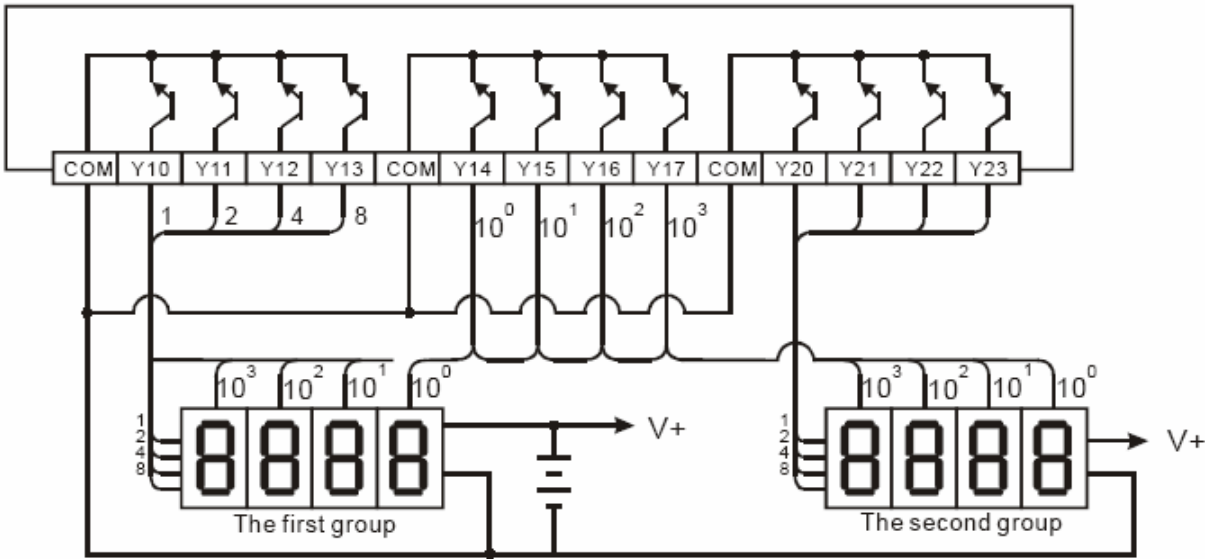 COM Y10 Y11 Y12 Y13 COM Y14 Y15 Y16 Y17 COM Y20 Y21 Y22 Y23
1 2 4 8 10⁰ 10¹ 10² 10³
10³ 10² 10¹ 10⁰
10³ 10² 10¹ 10⁰
1
2
4
8
V+
1
2
4
8
V+
The first group
The second group